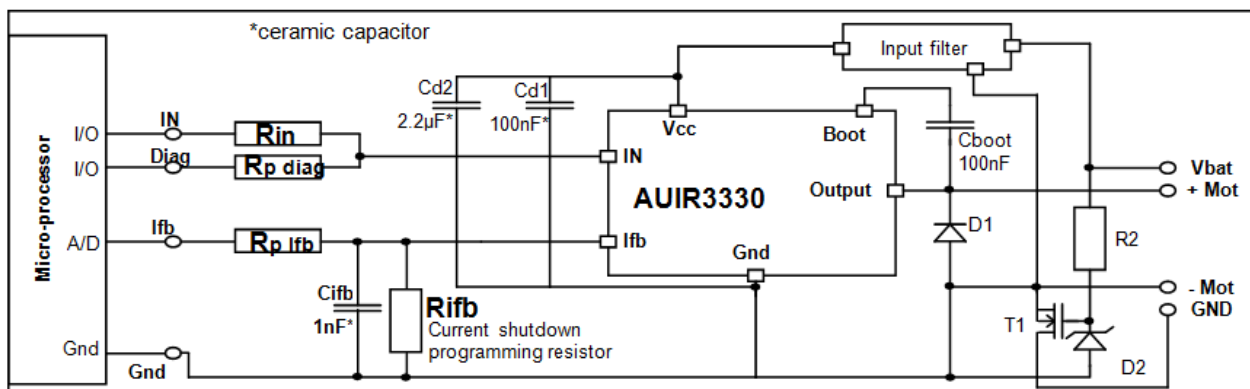 *ceramic capacitor
Input filter
Cd2
2.2µF*
Cd1
100nF*
Vcc
Boot
Cboot
100nF
Micro-processor
I/O
IN
Rin
I/O
Diag
Rp diag
IN
AUIR3330
Output
Vbat
+ Mot
A/D
Ifb
Rp Ifb
Ifb
Gnd
D1
R2
Cifb
1nF*
Rifb
Current shutdown
programming resistor
- Mot
GND
T1
D2
Gnd
Gnd